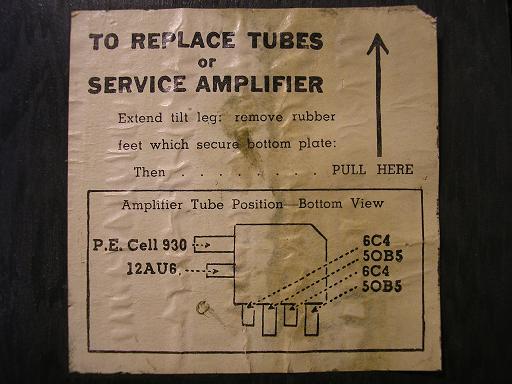 TO REPLACE TUBES
or
SERVICE AMPLIFIER
Extend tilt leg: remove rubber
feet which secure bottom plate:
Then . . . . . . . . PULL HERE
Amplifier Tube Position Bottom View
P.E. Cell 930
12AU6
6C4
50B5
6C4
50B5